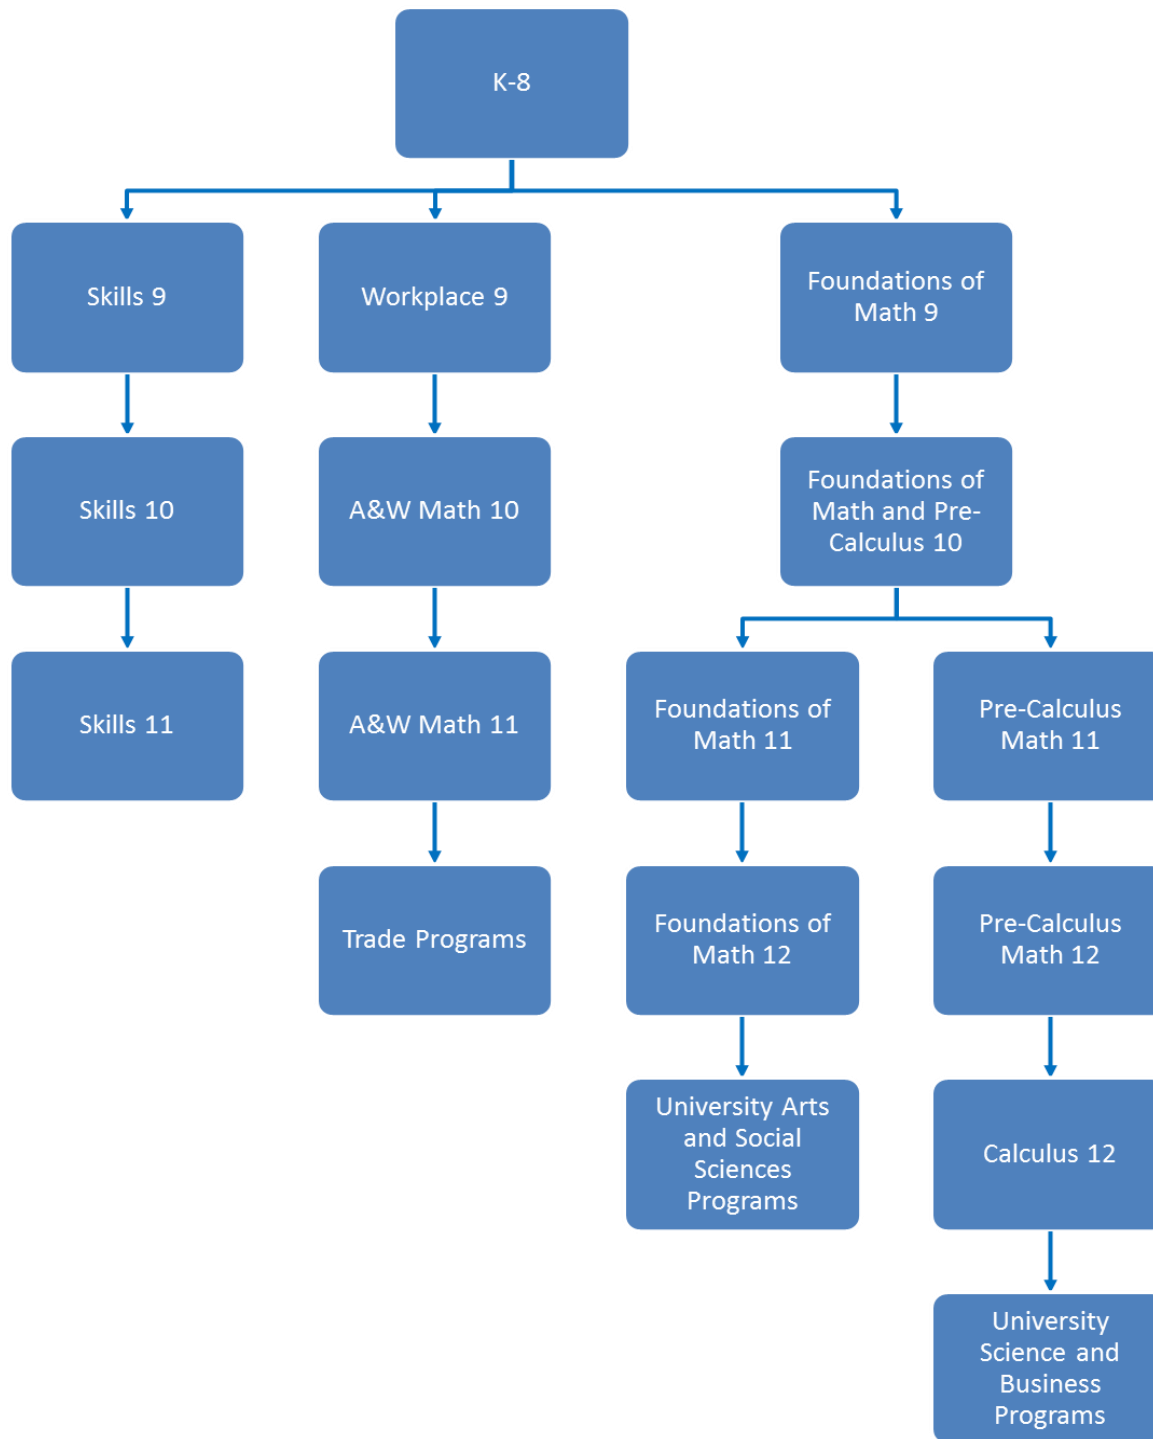 K-8
Skills 9
Workplace 9
Foundations of
Math 9
Skills 10
A&W Math 10
Foundations of
Math and Pre-
Calculus 10
Skills 11
A&W Math 11
Foundations of
Math 11
Pre-Calculus
Math 11
Trade Programs
Foundations of
Math 12
Pre-Calculus
Math 12
University Arts
and Social
Sciences
Programs
Calculus 12
University
Science and
Business
Programs